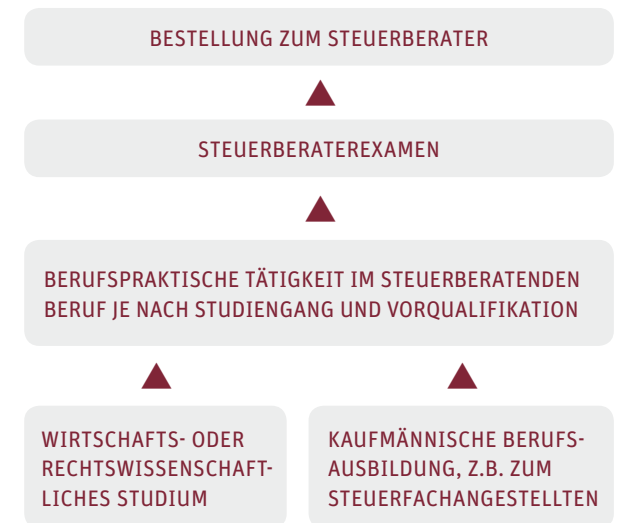 BESTELLUNG ZUM STEUERBERATER
STEUERBERATEREXAMEN
BERUFSPRAKTISCHE TÄTIGKEIT IM STEUERBERATENDEN
BERUF JE NACH STUDIENGANG UND VORQUALIFIKATION
WIRTSCHAFTS- ODER
RECHTSWISSENSCHAFT-
LICHES STUDIUM
KAUFMÄNNISCHE BERUFS-
AUSBILDUNG, Z.B. ZUM
STEUERFACHANGESTELLTEN